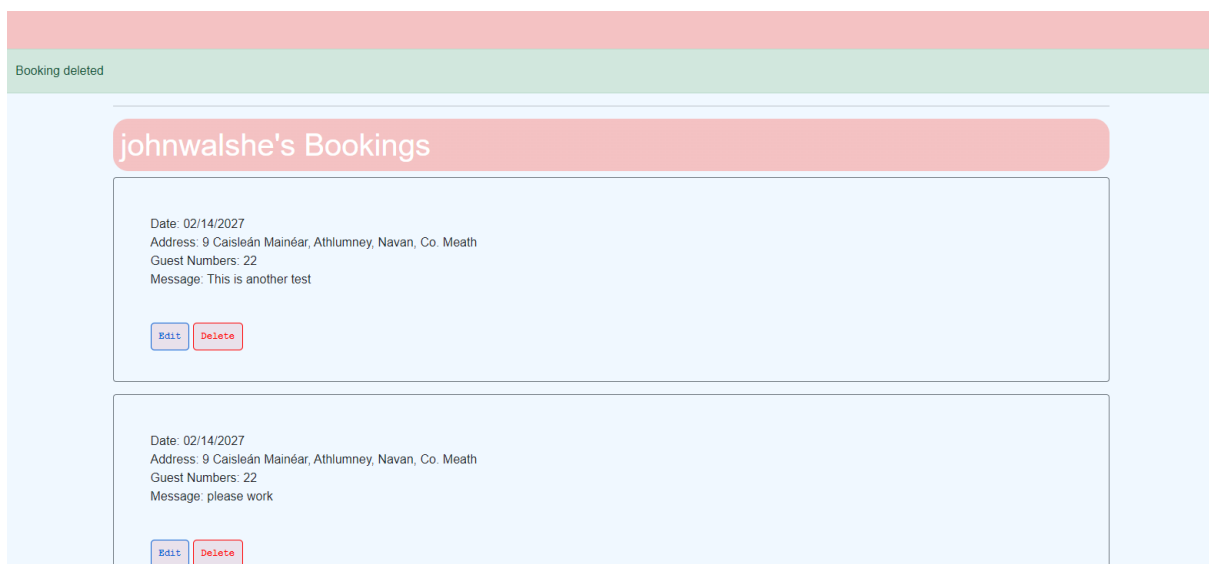 Booking deleted
johnwalshe's Bookings
Date: 02/14/2027
Address: 9 Caisleán Mainéar, Athlumney, Navan, Co. Meath
Guest Numbers: 22
Message: This is another test
Edit Delete
Date: 02/14/2027
Address: 9 Caisleán Mainéar, Athlumney, Navan, Co. Meath
Guest Numbers: 22
Message: please work
Edit Delete